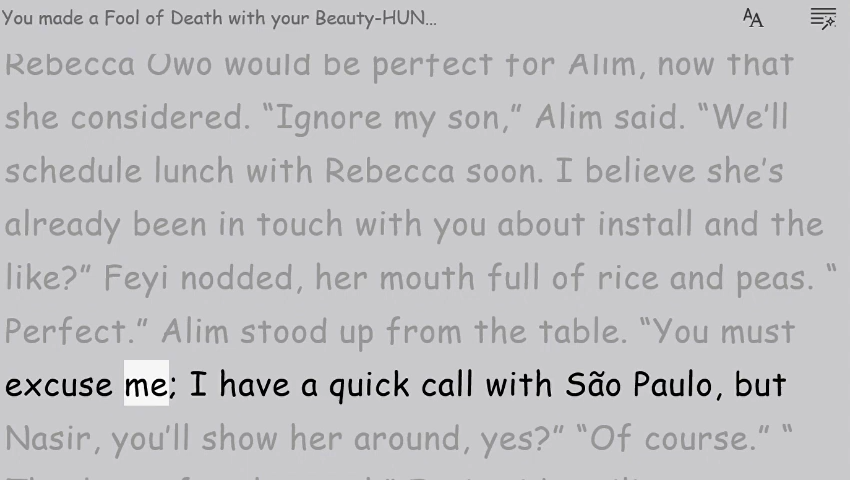 You made a Fool of Death with your Beauty-HUN...
AA
Rebecca Owo would be perfect for Alim, now that
she considered. “Ignore my son,” Alim said. “We’ll
schedule lunch with Rebecca soon. I believe she’s
already been in touch with you about install and the
like?” Feyi nodded, her mouth full of rice and peas. “
Perfect.” Alim stood up from the table. “You must
excuse me; I have a quick call with São Paulo, but
Nasir, you’ll show her around, yes?” “Of course.” “